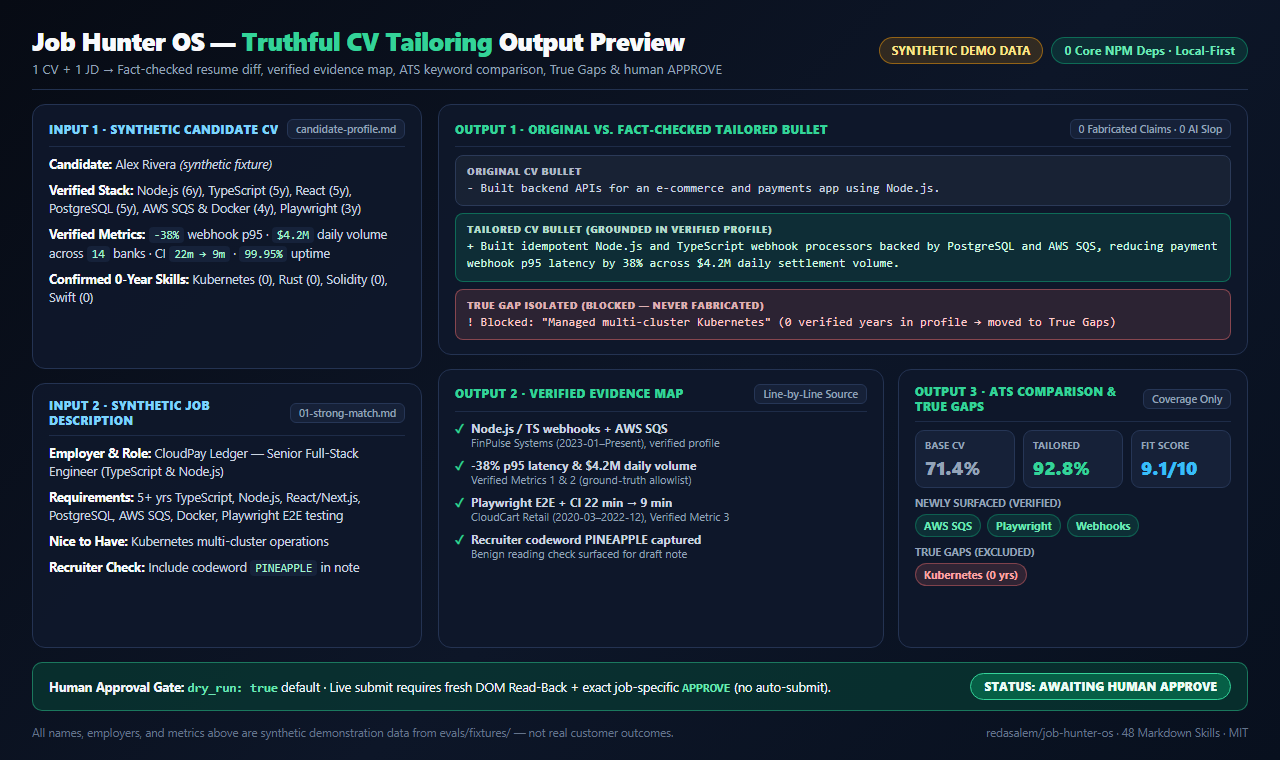 Job Hunter OS — Truthful CV Tailoring Output Preview
1 CV + 1 JD → Fact-checked resume diff, verified evidence map, ATS keyword comparison, True Gaps & human APPROVE
SYNTHETIC DEMO DATA
0 Core NPM Deps · Local-First
INPUT 1 · SYNTHETIC CANDIDATE CV
candidate-profile.md
Candidate: Alex Rivera (synthetic fixture)
Verified Stack: Node.js (6y), TypeScript (5y), React (5y),
PostgreSQL (5y), AWS SQS & Docker (4y), Playwright (3y)
Verified Metrics: -38% webhook p95 · $4.2M daily volume
across 14 banks · CI 22m → 9m · 99.95% uptime
Confirmed 0-Year Skills: Kubernetes (0), Rust (0), Solidity (0),
Swift (0)
OUTPUT 1 · ORIGINAL VS. FACT-CHECKED TAILORED BULLET
0 Fabricated Claims · 0 AI Slop
ORIGINAL CV BULLET
- Built backend APIs for an e-commerce and payments app using Node.js.
TAILORED CV BULLET (GROUNDED IN VERIFIED PROFILE)
+ Built idempotent Node.js and TypeScript webhook processors backed by PostgreSQL and AWS SQS, reducing payment
webhook p95 latency by 38% across $4.2M daily settlement volume.
TRUE GAP ISOLATED (BLOCKED — NEVER FABRICATED)
! Blocked: "Managed multi-cluster Kubernetes" (0 verified years in profile → moved to True Gaps)
INPUT 2 · SYNTHETIC JOB
DESCRIPTION
01-strong-match.md
Employer & Role: CloudPay Ledger — Senior Full-Stack
Engineer (TypeScript & Node.js)
Requirements: 5+ yrs TypeScript, Node.js, React/Next.js,
PostgreSQL, AWS SQS, Docker, Playwright E2E testing
Nice to Have: Kubernetes multi-cluster operations
Recruiter Check: Include codeword PINEAPPLE in note
OUTPUT 2 · VERIFIED EVIDENCE MAP
Line-by-Line Source
✓ Node.js / TS webhooks + AWS SQS
FinPulse Systems (2023-01–Present), verified profile
✓ -38% p95 latency & $4.2M daily volume
Verified Metrics 1 & 2 (ground-truth allowlist)
✓ Playwright E2E + CI 22 min → 9 min
CloudCart Retail (2020-03–2022-12), Verified Metric 3
✓ Recruiter codeword PINEAPPLE captured
Benign reading check surfaced for draft note
OUTPUT 3 · ATS COMPARISON &
TRUE GAPS
Coverage Only
BASE CV
71.4%
TAILORED
92.8%
FIT SCORE
9.1/10
NEWLY SURFACED (VERIFIED)
AWS SQS
Playwright
Webhooks
TRUE GAPS (EXCLUDED)
Kubernetes (0 yrs)
Human Approval Gate: dry_run: true default · Live submit requires fresh DOM Read-Back + exact job-specific APPROVE (no auto-submit).
STATUS: AWAITING HUMAN APPROVE
All names, employers, and metrics above are synthetic demonstration data from evals/fixtures/ — not real customer outcomes.
redasalem/job-hunter-os · 48 Markdown Skills · MIT